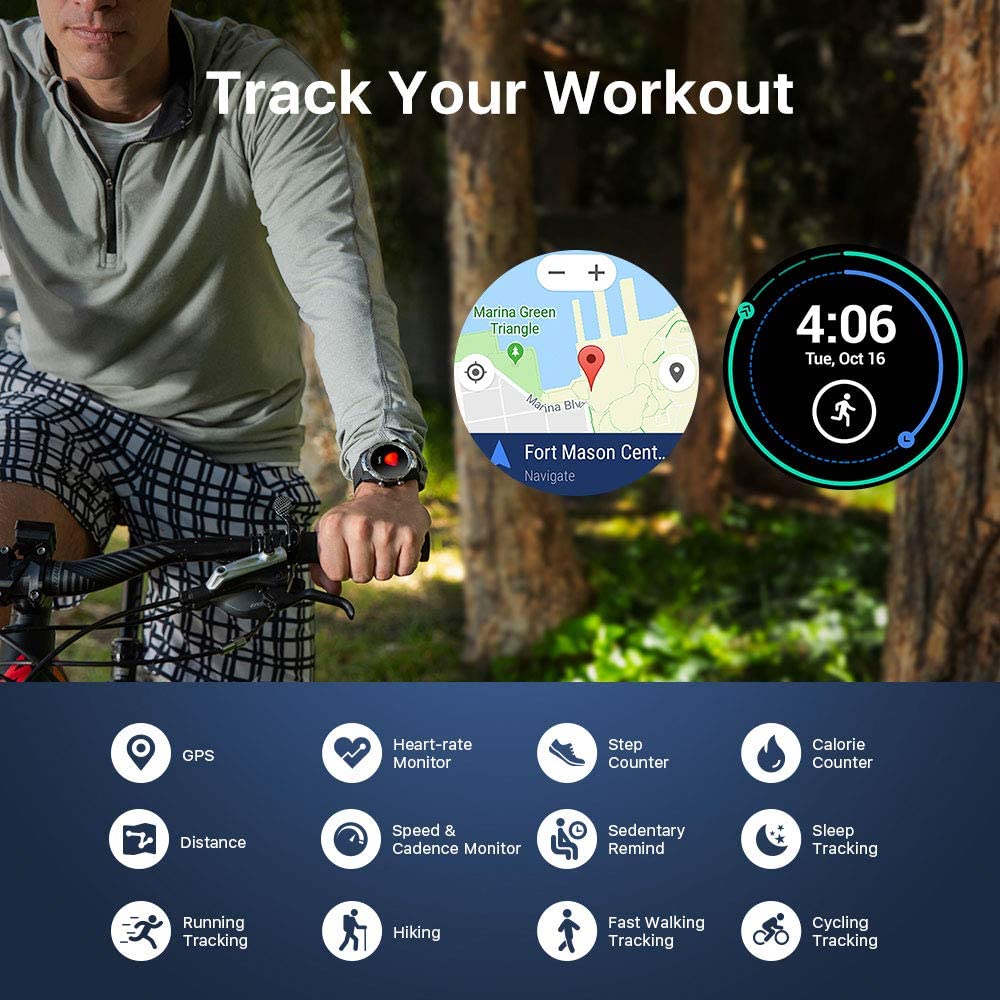 Track Your Workout
Marina Green
Triangle
Marina Blv
Fort Mason Cent..
Navigate
4:06
Tue, Oct 16
GPS
Heart-rate
Monitor
Step
Counter
Calorie
Counter
Distance
Speed &
Cadence Monitor
Sedentary
Remind
Sleep
Tracking
Running
Tracking
Hiking
Fast Walking
Tracking
Cycling
Tracking